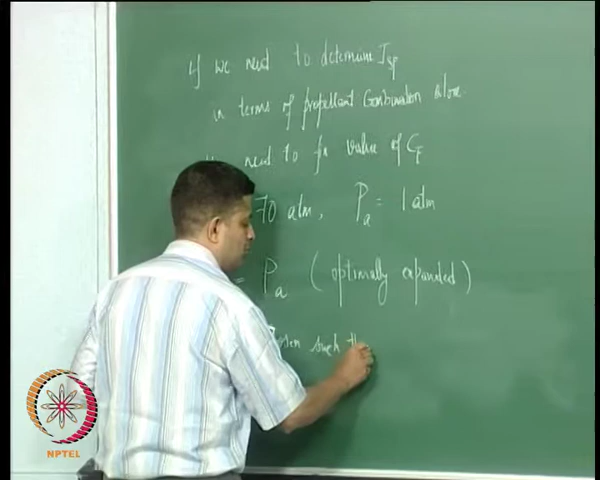 If we need to determine Isp
in terms of propellant Combination alone
need to fix value of CF
70 atm, Pa = 1 atm
= Pa (optimally expanded)
such th
NPTEL